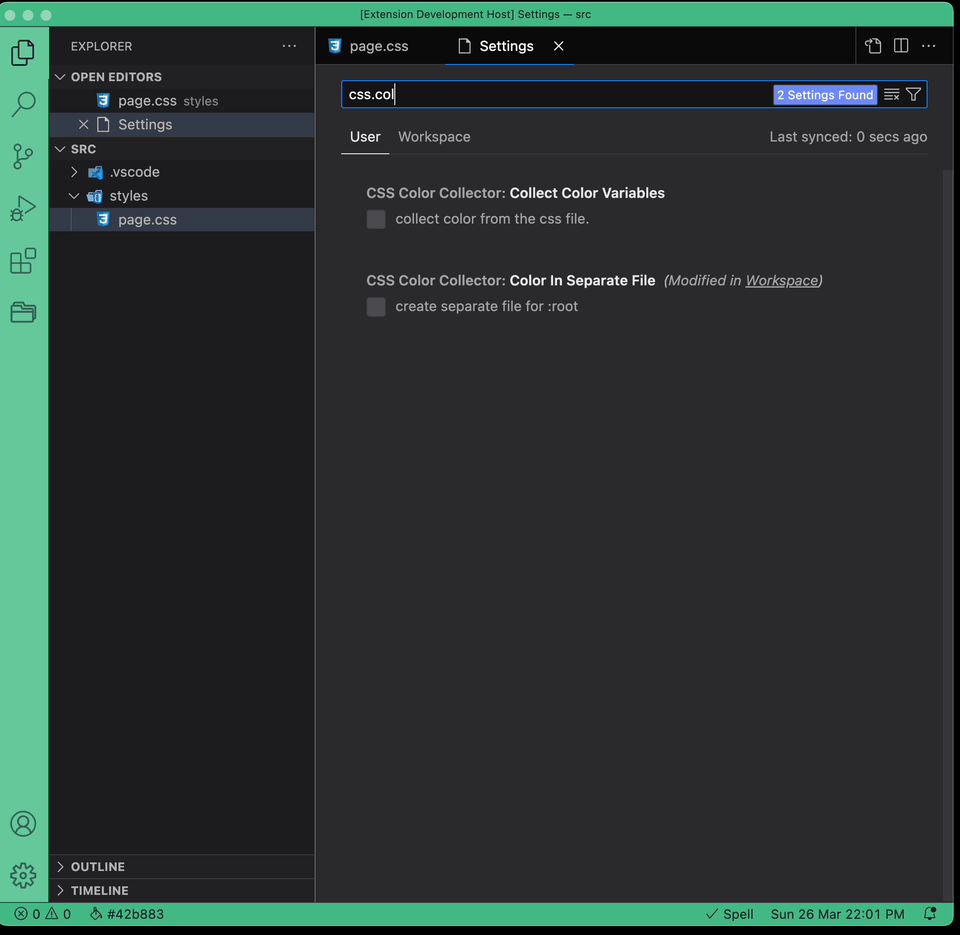 [Extension Development Host] Settings — src
EXPLORER
OPEN EDITORS
page.css styles
Settings
SRC
.vscode
styles
page.css
OUTLINE
TIMELINE
page.css
Settings
css.col
2 Settings Found
User Workspace Last synced: 0 secs ago
CSS Color Collector: Collect Color Variables
collect color from the css file.
CSS Color Collector: Color In Separate File (Modified in Workspace)
create separate file for :root
0 0 #42b883 Spell Sun 26 Mar 22:01 PM